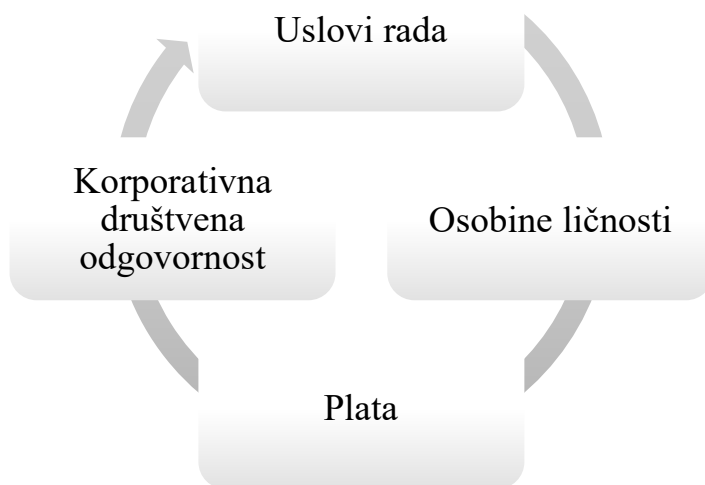 Uslovi rada
Osobine ličnosti
Plata
Korporativna
društvena
odgovornost